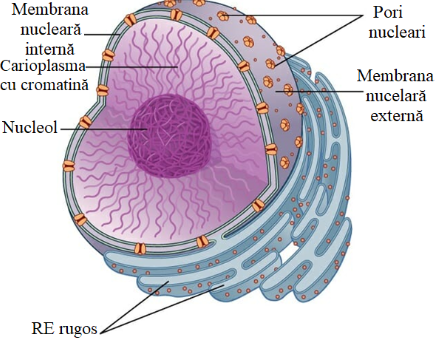 Membrana
nucleară
internă
Carioplasma
cu cromatină
Nucleol
Pori
nucleari
Membrana
nucelară
externă
RE rugos